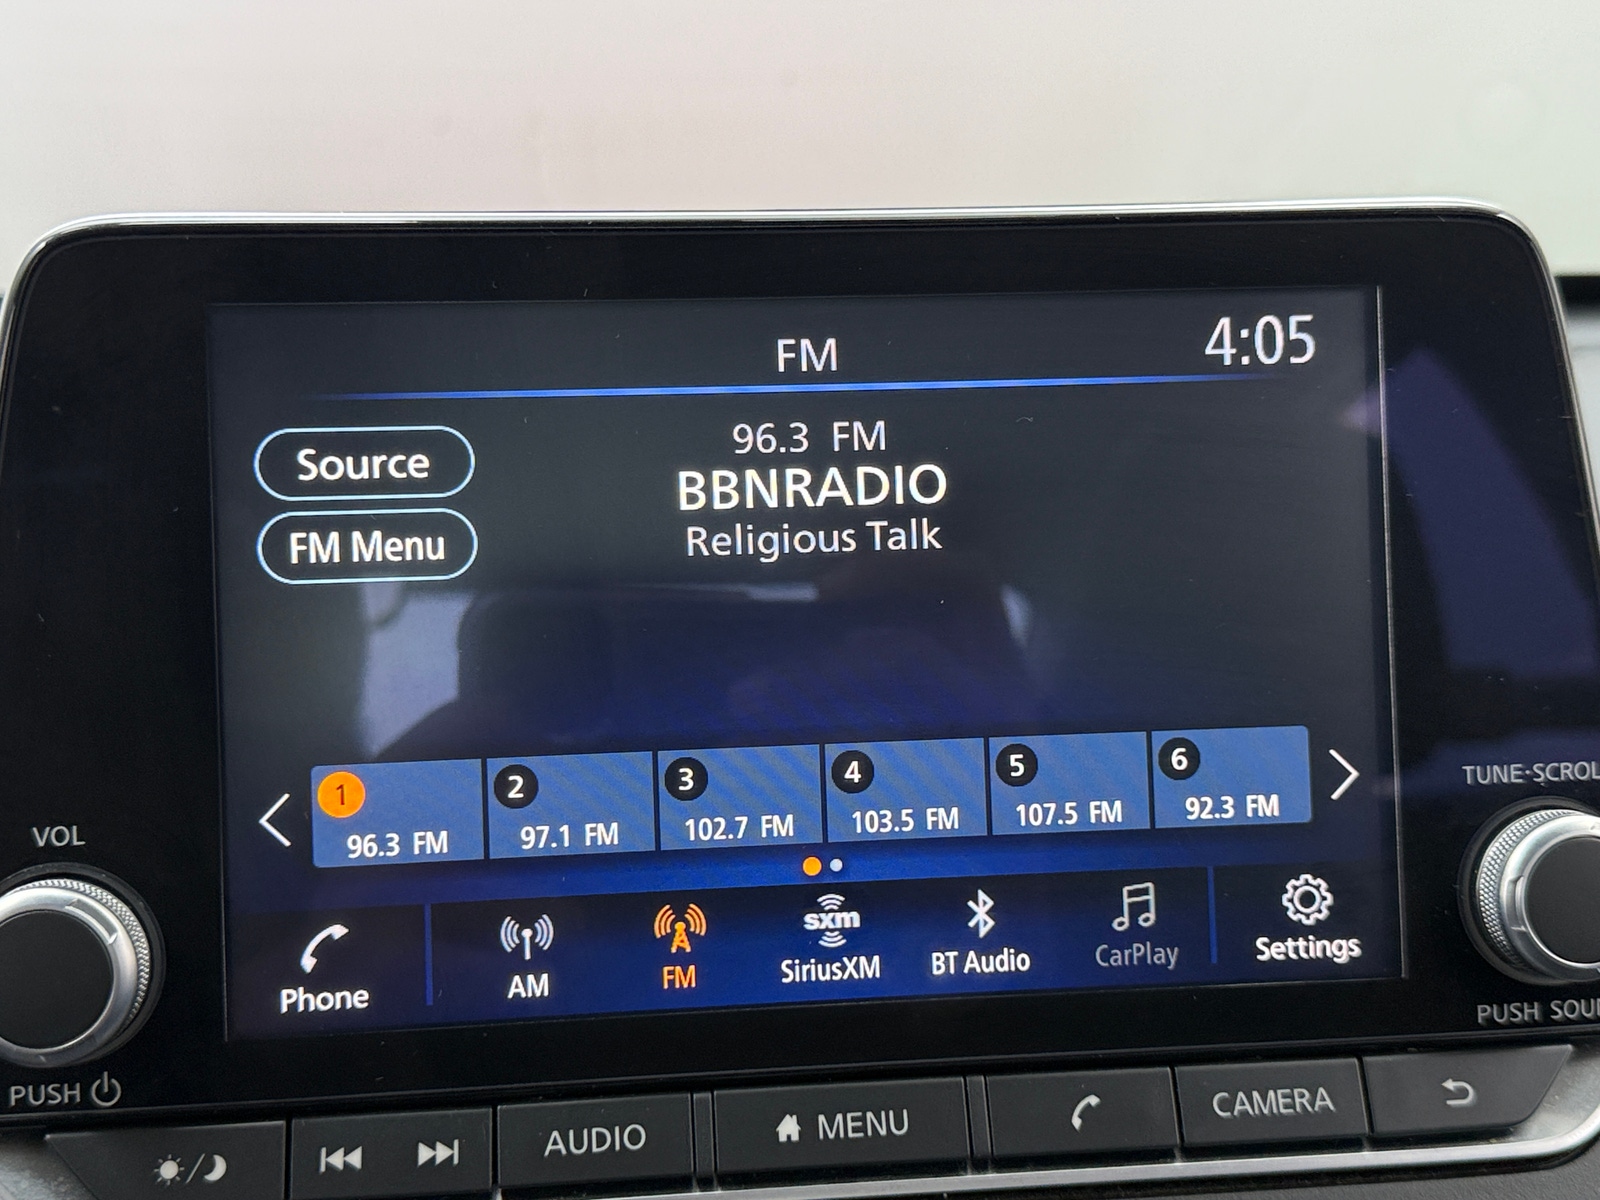 FM
4:05
Source
FM Menu
96.3 FM
BBNRADIO
Religious Talk
1
96.3 FM
2
97.1 FM
3
102.7 FM
4
103.5 FM
5
107.5 FM
6
92.3 FM
Phone
AM
FM
sxm
SiriusXM
BT Audio
CarPlay
Settings
VOL
PUSH
TUNE·SCROL
PUSH SOU
AUDIO
MENU
CAMERA